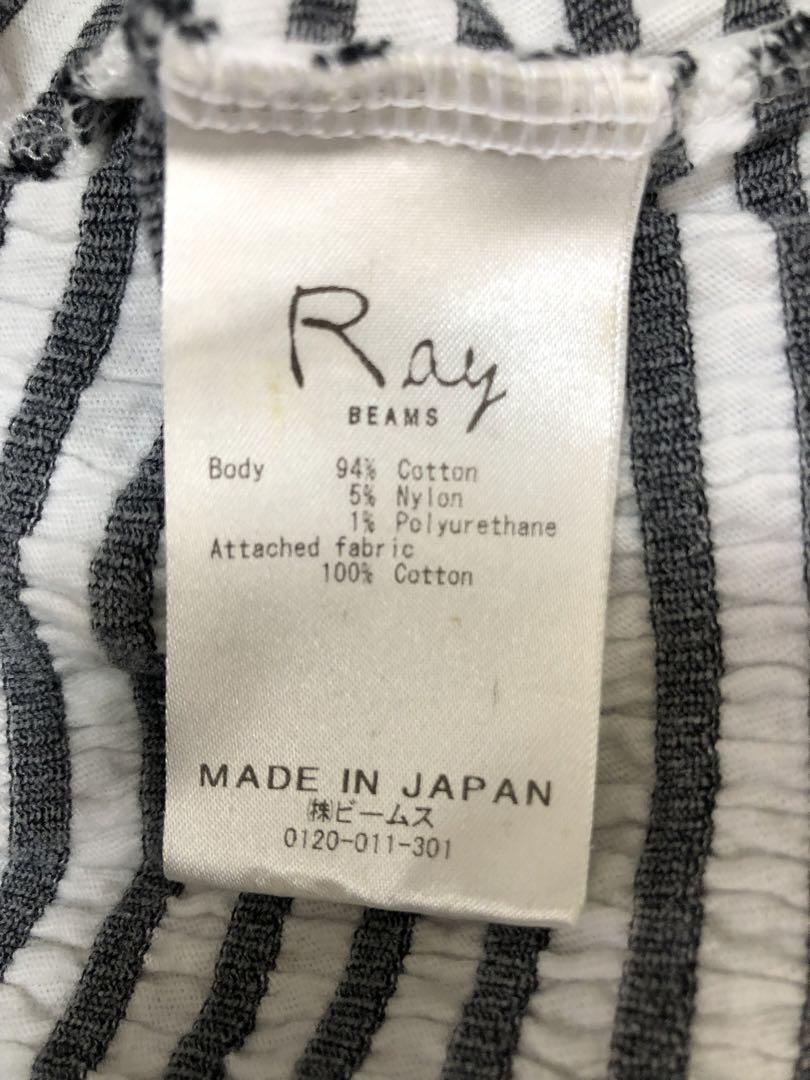 Ray
BEAMS
Body 94% Cotton
5% Nylon
1% Polyurethane
Attached fabric
100% Cotton
MADE IN JAPAN
㈱ビームス
0120-011-301